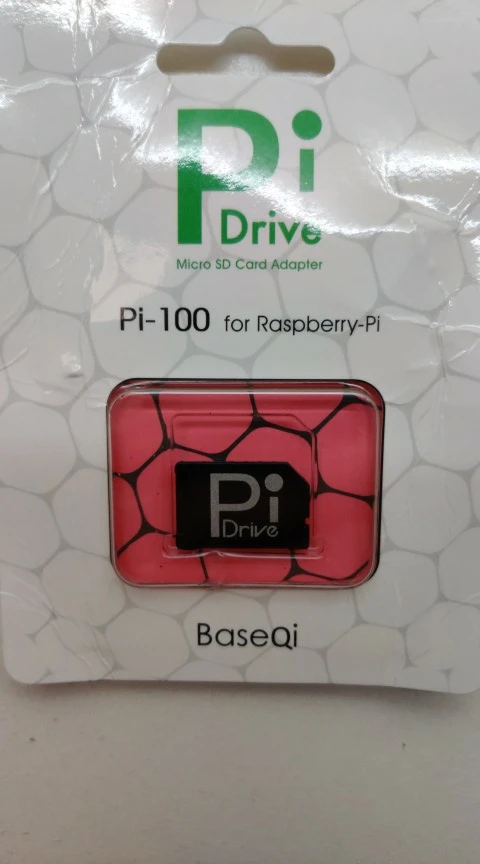 Pi
Drive
Micro SD Card Adapter
Pi-100 for Raspberry-Pi
Pi
Drive
BaseQi